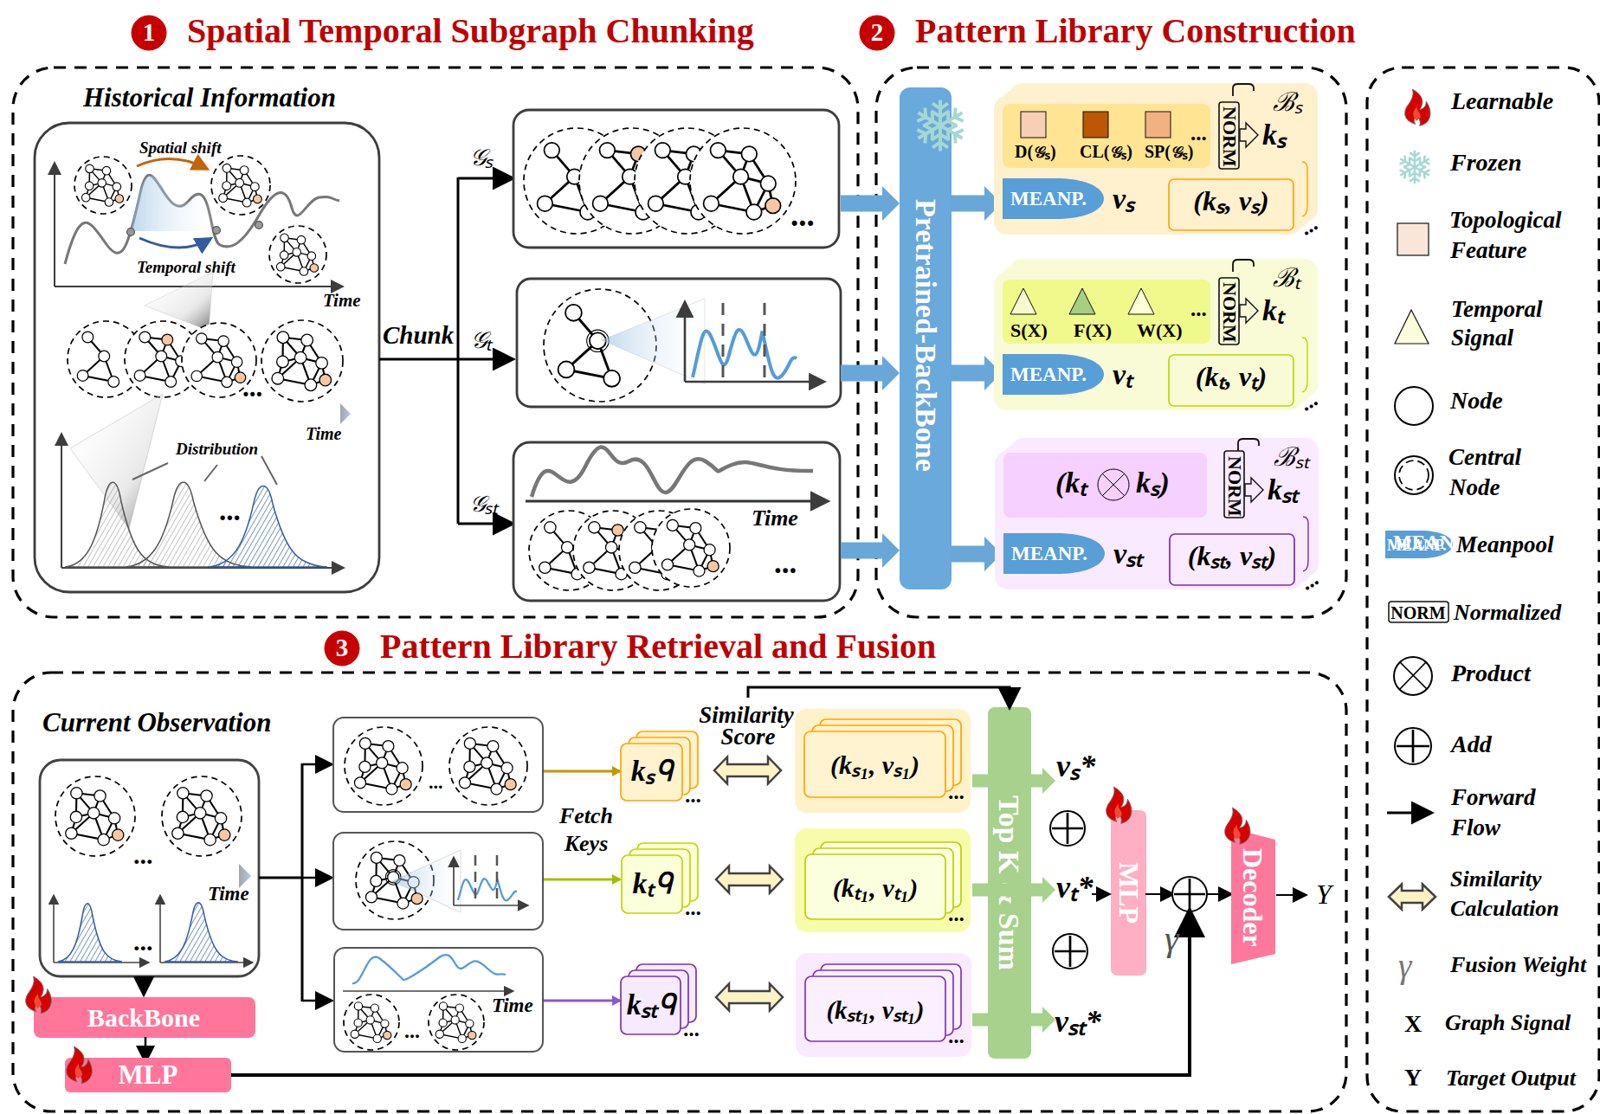 1 Spatial Temporal Subgraph Chunking
Historical Information
Spatial shift
Temporal shift
Time
...
Time
Distribution
...
Chunk
𝒢s
𝒢t
𝒢st
...
Time
...
2 Pattern Library Construction
Pretrained-BackBone
D(𝒢s) CL(𝒢s) SP(𝒢s) ...
NORM
ks
ℬs
MEANP. vs (ks, vs)
...
S(X) F(X) W(X) ...
NORM
kt
ℬt
MEANP. vt (kt, vt)
...
(kt ⊗ ks)
NORM
kst
ℬst
MEANP. vst (kst, vst)
...
3 Pattern Library Retrieval and Fusion
Current Observation
...
Time
...
BackBone
MLP
...
Time
...
Fetch
Keys
ksq
...
ktq
...
kstq
...
Similarity
Score
(ks1, vs1)
...
(kt1, vt1)
...
(kst1, vst1)
...
Top K & Sum
vs*
vt*
vst*
MLP
γ
Decoder
Y
Learnable
Frozen
Topological
Feature
Temporal
Signal
Node
Central
Node
MEANP. Meanpool
NORM Normalized
Product
Add
Forward
Flow
Similarity
Calculation
γ Fusion Weight
X Graph Signal
Y Target Output